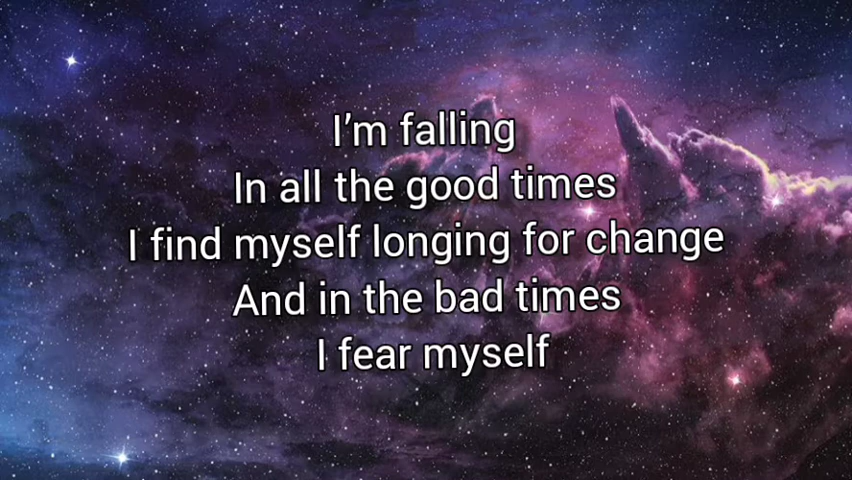 I’m falling
In all the good times
I find myself longing for change
And in the bad times
I fear myself